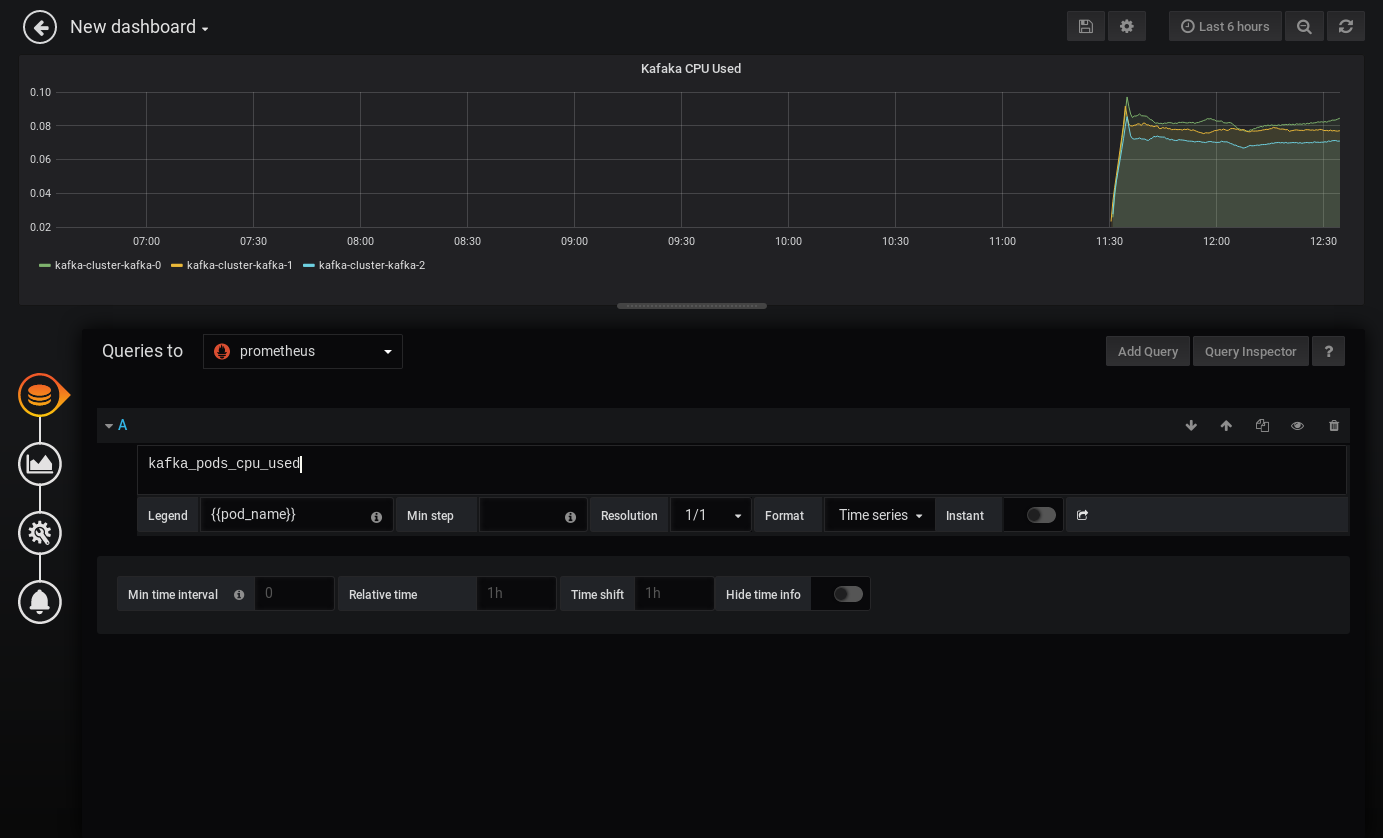 New dashboard
Last 6 hours
Kafaka CPU Used
0.10
0.08
0.06
0.04
0.02
07:00 07:30 08:00 08:30 09:00 09:30 10:00 10:30 11:00 11:30 12:00 12:30
kafka-cluster-kafka-0 kafka-cluster-kafka-1 kafka-cluster-kafka-2
Queries to prometheus Add Query Query Inspector ?
A
kafka_pods_cpu_used
Legend {{pod_name}} Min step Resolution 1/1 Format Time series Instant
Min time interval 0 Relative time 1h Time shift 1h Hide time info